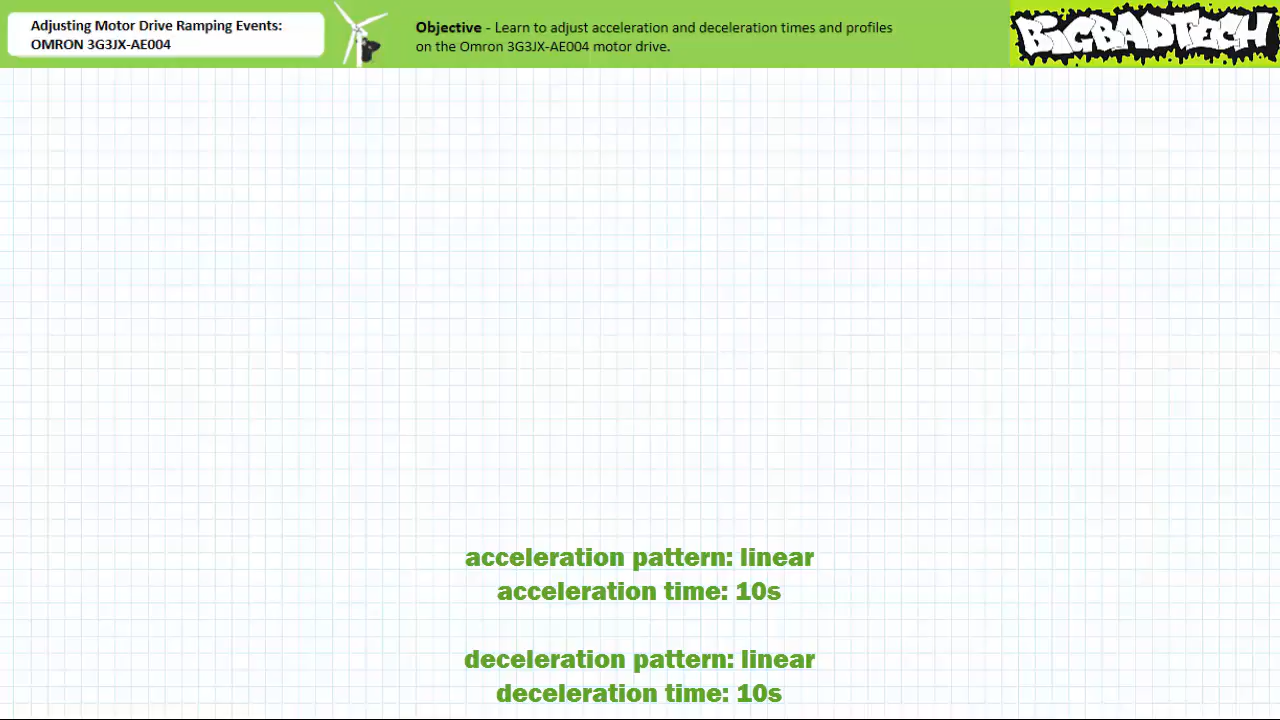 Adjusting Motor Drive Ramping Events:
OMRON 3G3JX-AE004
Objective - Learn to adjust acceleration and deceleration times and profiles
on the Omron 3G3JX-AE004 motor drive.
BIGBADTECH
acceleration pattern: linear
acceleration time: 10s
deceleration pattern: linear
deceleration time: 10s